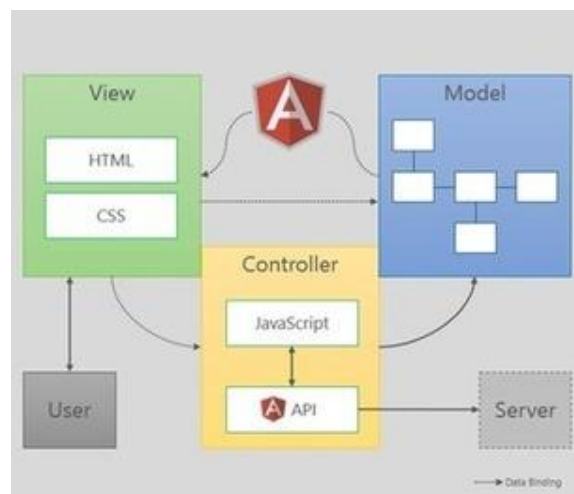 View
Model
HTML
CSS
Controller
JavaScript
API
User
Server
Data Binding